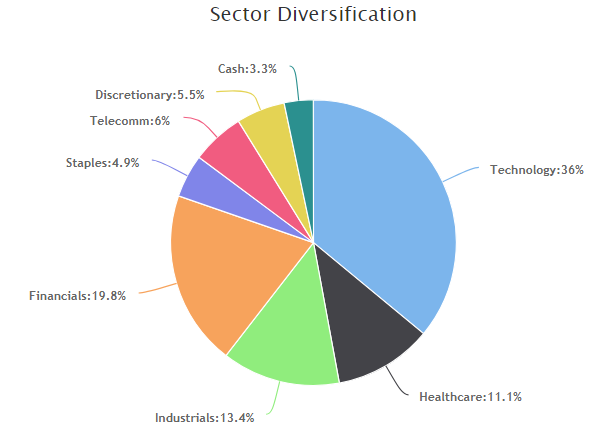 Sector Diversification
Cash:3.3%
Discretionary:5.5%
Telecomm:6%
Staples:4.9%
Technology:36%
Financials:19.8%
Healthcare:11.1%
Industrials:13.4%